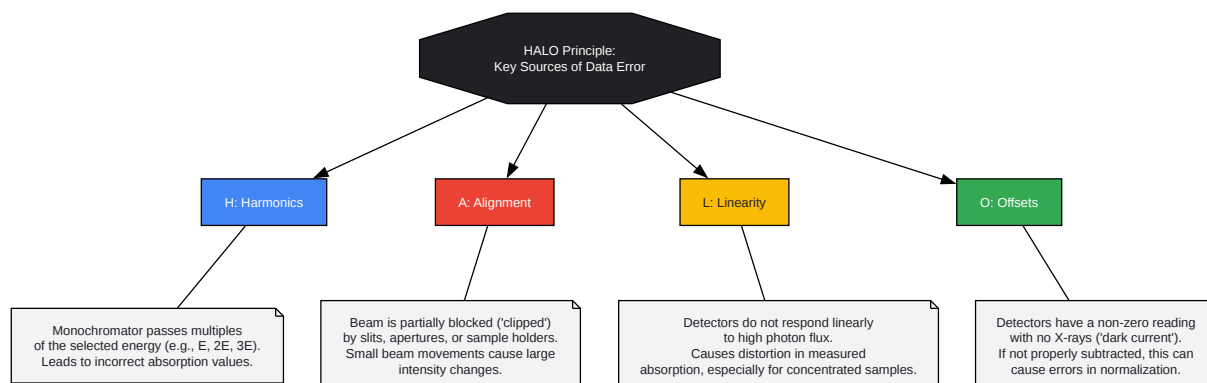 HALO Principle:
Key Sources of Data Error
H: Harmonics
A: Alignment
L: Linearity
O: Offsets
Monochromator passes multiples
of the selected energy (e.g., E, 2E, 3E).
Leads to incorrect absorption values.
Beam is partially blocked ('clipped')
by slits, apertures, or sample holders.
Small beam movements cause large
intensity changes.
Detectors do not respond linearly
to high photon flux.
Causes distortion in measured
absorption, especially for concentrated samples.
Detectors have a non-zero reading
with no X-rays ('dark current').
If not properly subtracted, this can
cause errors in normalization.